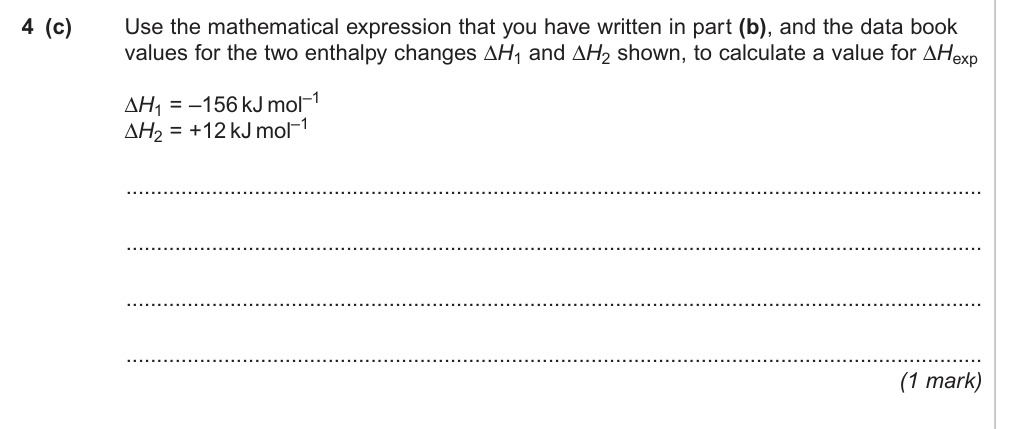 4 (c) Use the mathematical expression that you have written in part (b), and the data book
values for the two enthalpy changes ΔH₁ and ΔH₂ shown, to calculate a value for ΔHexp
ΔH₁ = –156 kJ mol⁻¹
ΔH₂ = +12 kJ mol⁻¹
....................................................................................................
....................................................................................................
....................................................................................................
....................................................................................................
(1 mark)